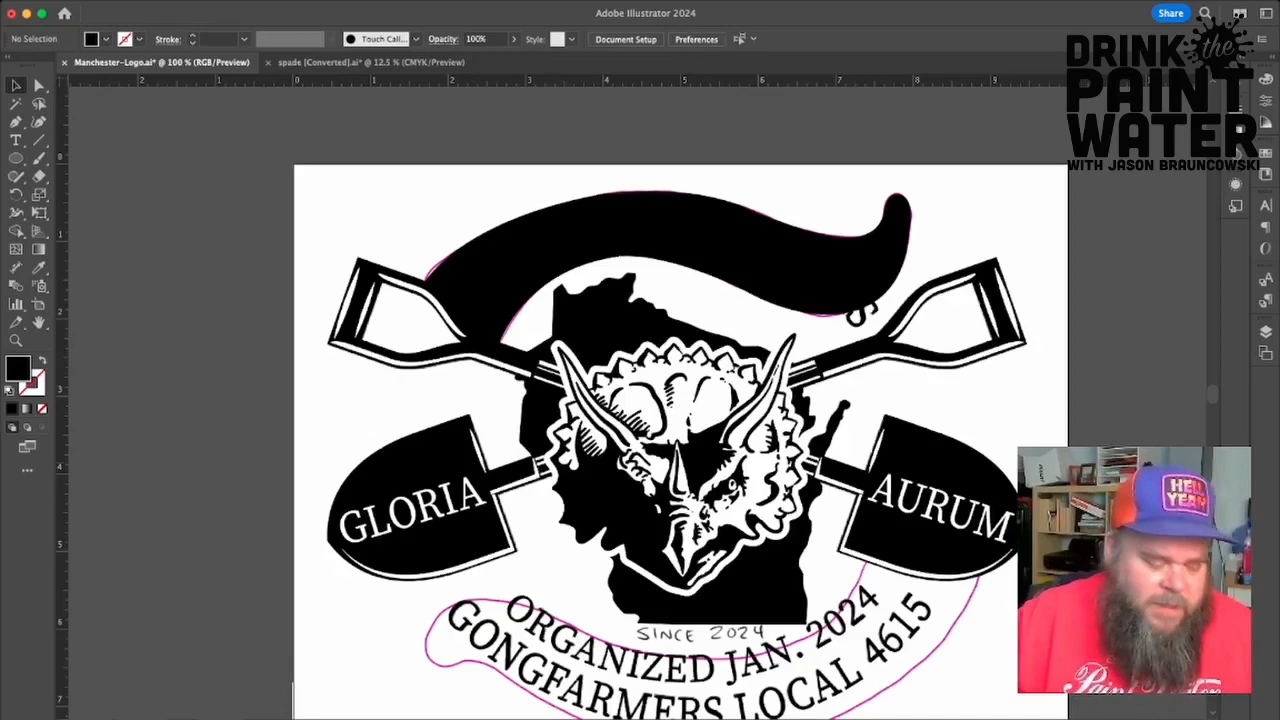 Adobe Illustrator 2024
Share
No Selection
Stroke:
Touch Call...
Opacity: 100%
Style:
Document Setup
Preferences
Manchester-Logo.ai* @ 100 % (RGB/Preview)
spade [Converted].ai* @ 12.5 % (CMYK/Preview)
DRINK the
PAINT
WATER
WITH JASON BRAUNCOWSKI
S
GLORIA
AURUM
SINCE 2024
ORGANIZED JAN. 2024
GONGFARMERS LOCAL 4615
HELL
YEAH